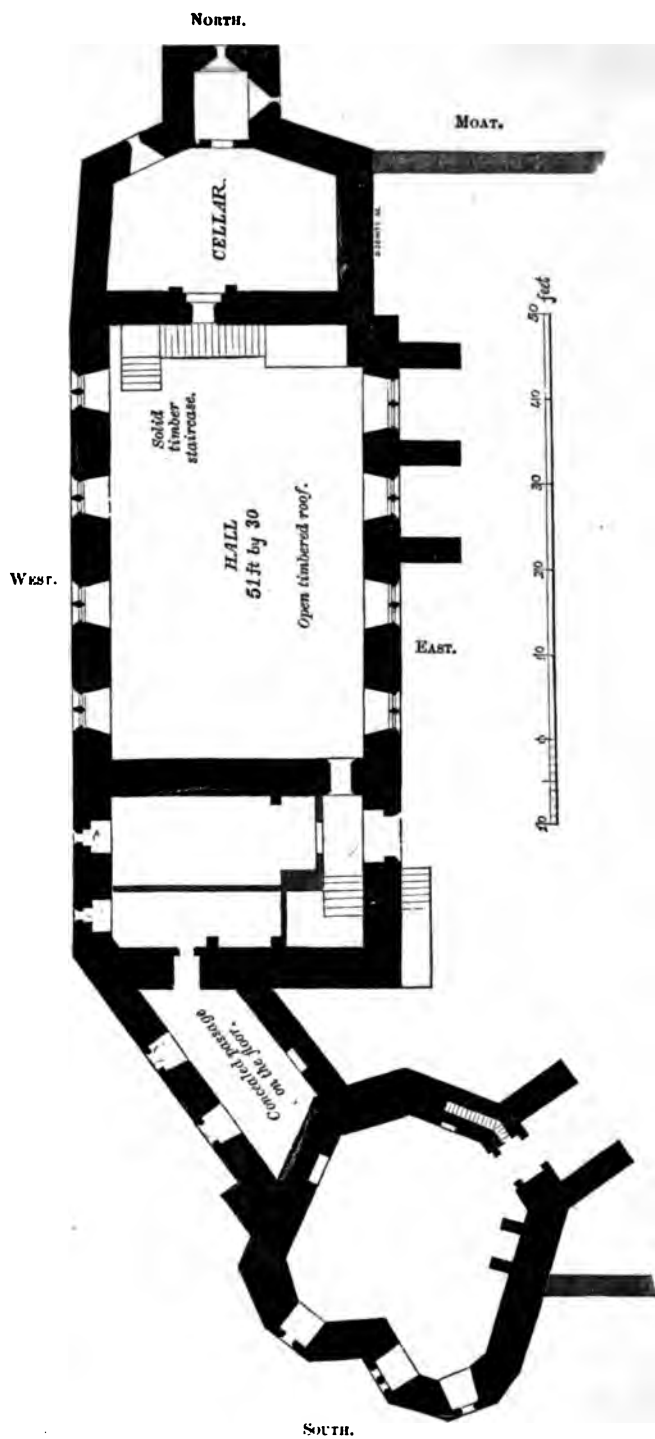 NORTH.
MOAT.
CELLAR.
Solid
timber
staircase.
HALL
51 ft by 30
Open timbered roof.
WEST.
EAST.
50 feet
40
30
20
10
0
10
Concealed passage
on the floor.
SOUTH.